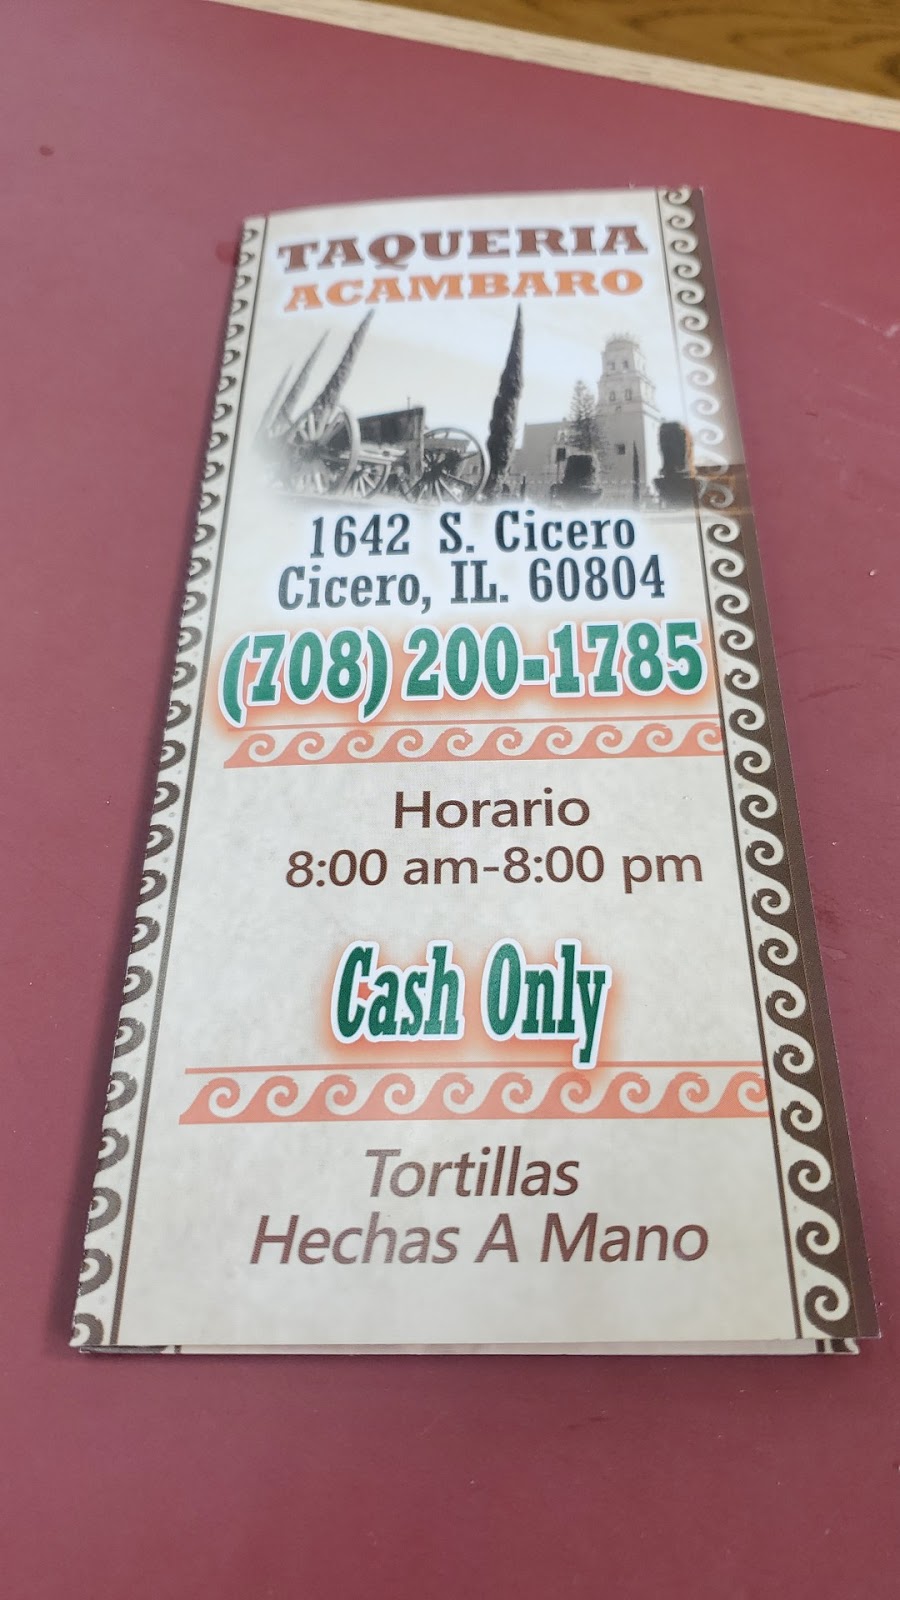 TAQUERIA
ACAMBARO
1642 S. Cicero
Cicero, IL. 60804
(708) 200-1785
Horario
8:00 am-8:00 pm
Cash Only
Tortillas
Hechas A Mano